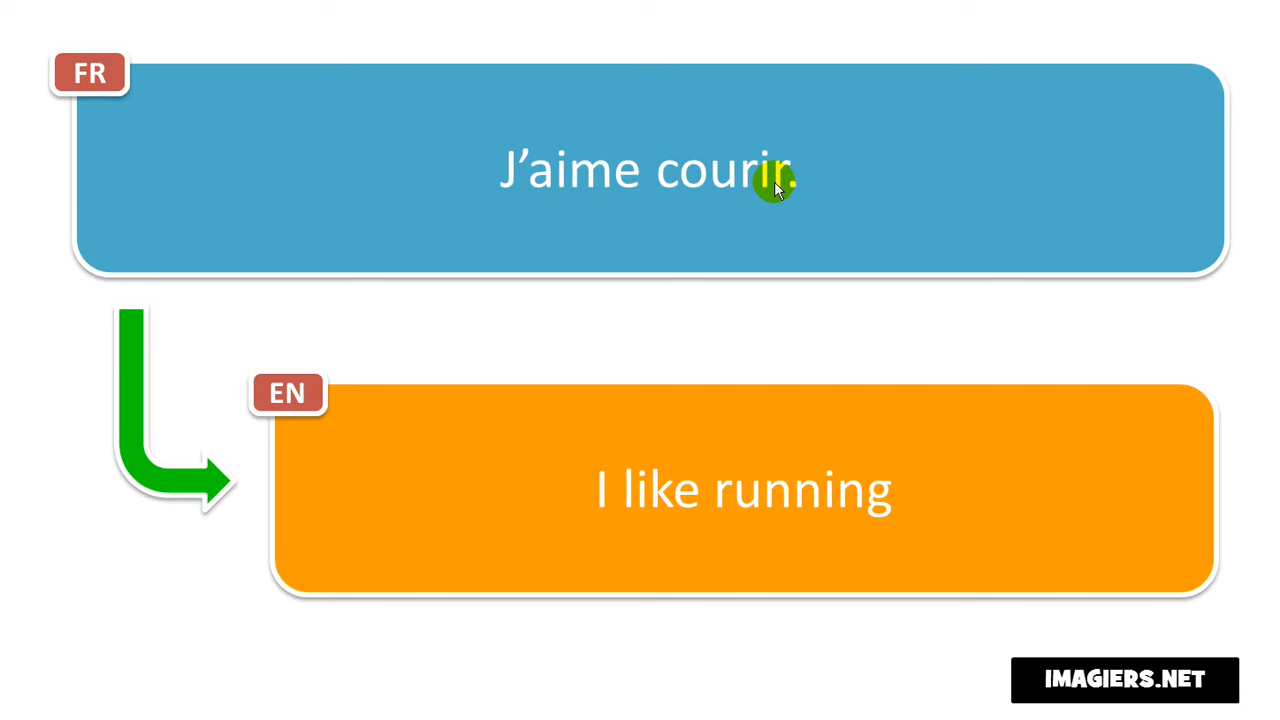 FR
J’aime courir.
EN
I like running
IMAGIERS.NET